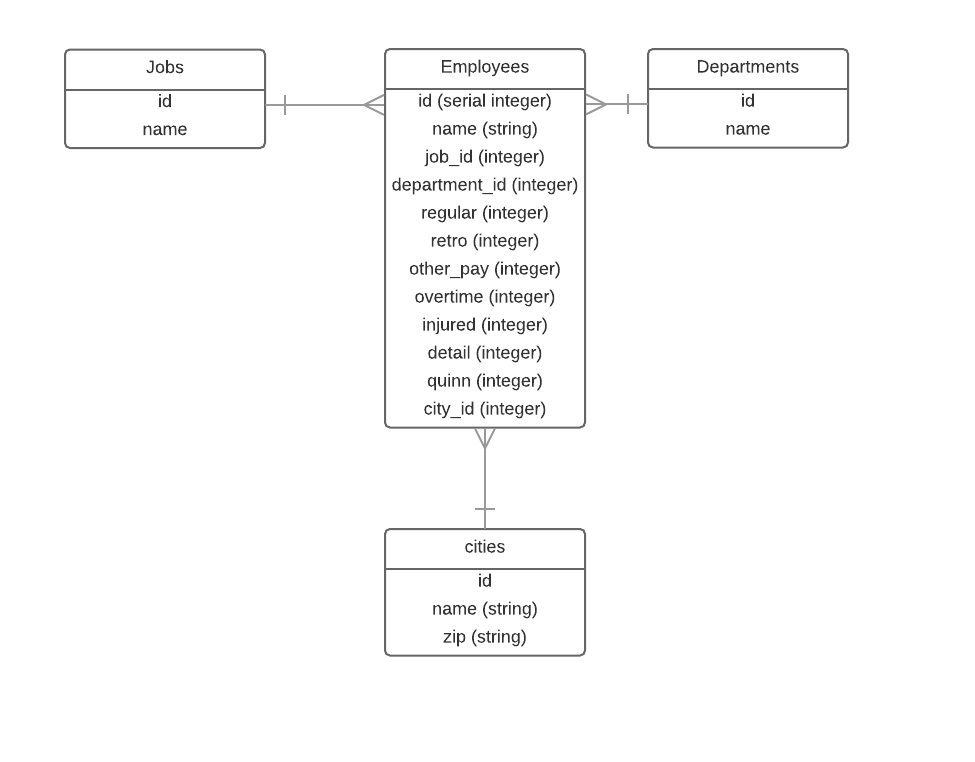 Jobs
id
name
Employees
id (serial integer)
name (string)
job_id (integer)
department_id (integer)
regular (integer)
retro (integer)
other_pay (integer)
overtime (integer)
injured (integer)
detail (integer)
quinn (integer)
city_id (integer)
Departments
id
name
cities
id
name (string)
zip (string)